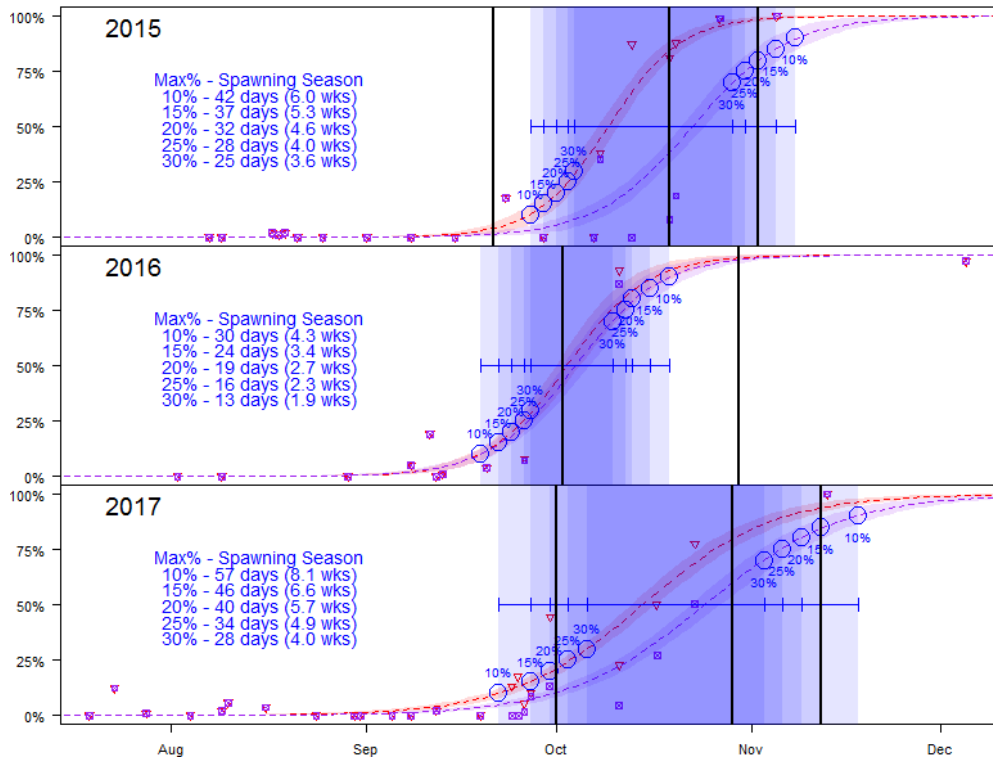 100%
75%
50%
25%
0%
2015
Max% - Spawning Season
10% - 42 days (6.0 wks)
15% - 37 days (5.3 wks)
20% - 32 days (4.6 wks)
25% - 28 days (4.0 wks)
30% - 25 days (3.6 wks)
10%
15%
20%
25%
30%
30%
25%
20%
15%
10%
100%
75%
50%
25%
0%
2016
Max% - Spawning Season
10% - 30 days (4.3 wks)
15% - 24 days (3.4 wks)
20% - 19 days (2.7 wks)
25% - 16 days (2.3 wks)
30% - 13 days (1.9 wks)
10%
15%
20%
25%
30%
30%
25%
20%
15%
10%
100%
75%
50%
25%
0%
2017
Max% - Spawning Season
10% - 57 days (8.1 wks)
15% - 46 days (6.6 wks)
20% - 40 days (5.7 wks)
25% - 34 days (4.9 wks)
30% - 28 days (4.0 wks)
10%
15%
20%
25%
30%
30%
25%
20%
15%
10%
Aug Sep Oct Nov Dec